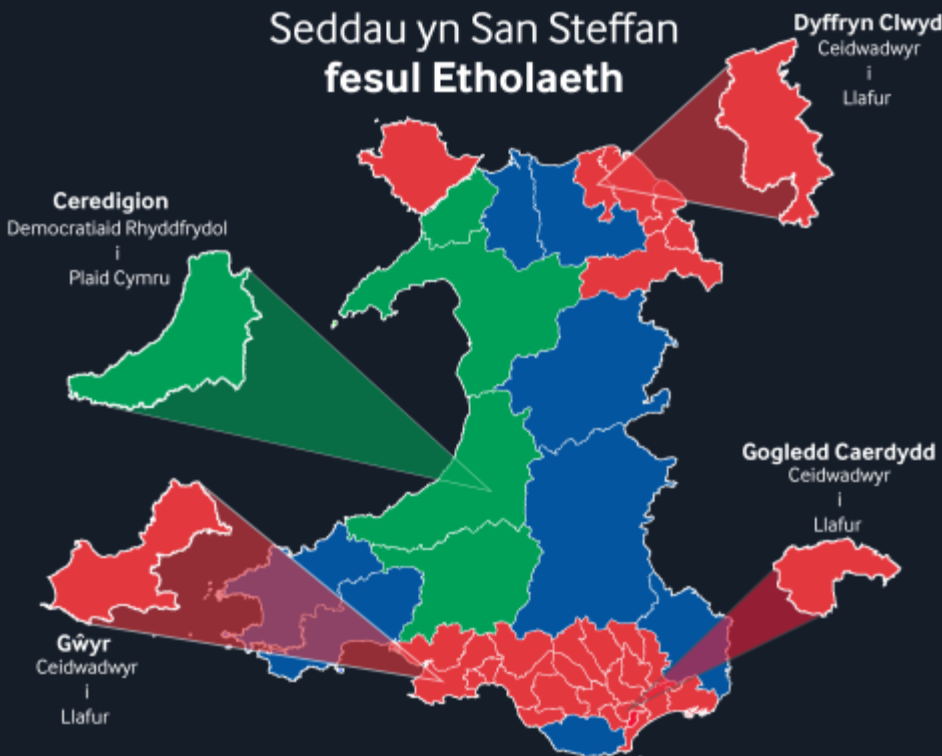 Seddau yn San Steffan
fesul Etholaeth
Dyffryn Clwyd
Ceidwadwyr
i
Llafur
Ceredigion
Democratiaid Rhyddfrydol
i
Plaid Cymru
Gogledd Caerdydd
Ceidwadwyr
i
Llafur
Gŵyr
Ceidwadwyr
i
Llafur